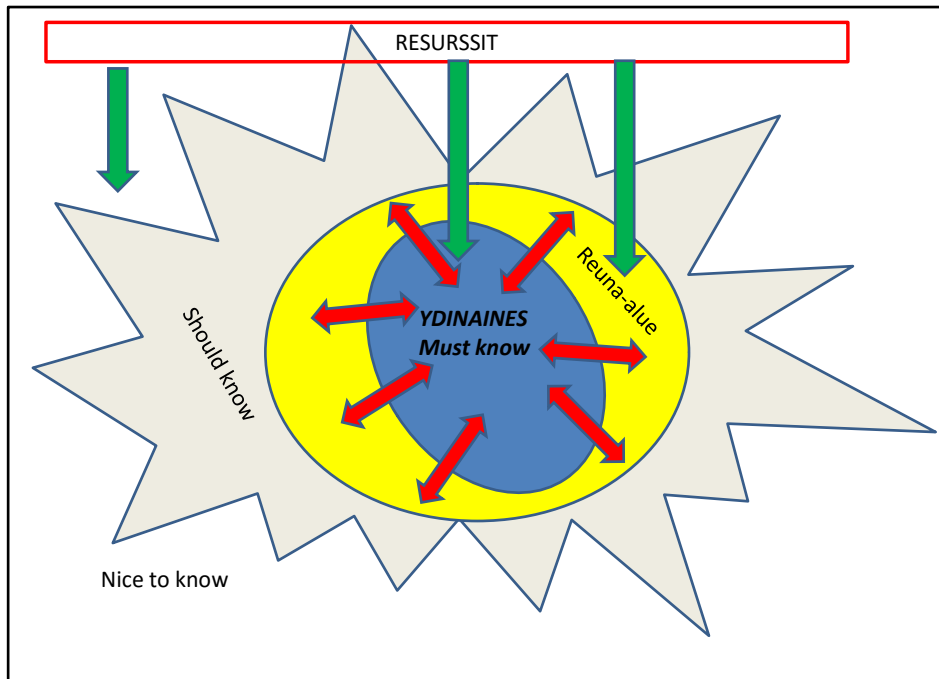 RESURSSIT
Reuna-alue
YDINAINES
Must know
Should know
Nice to know